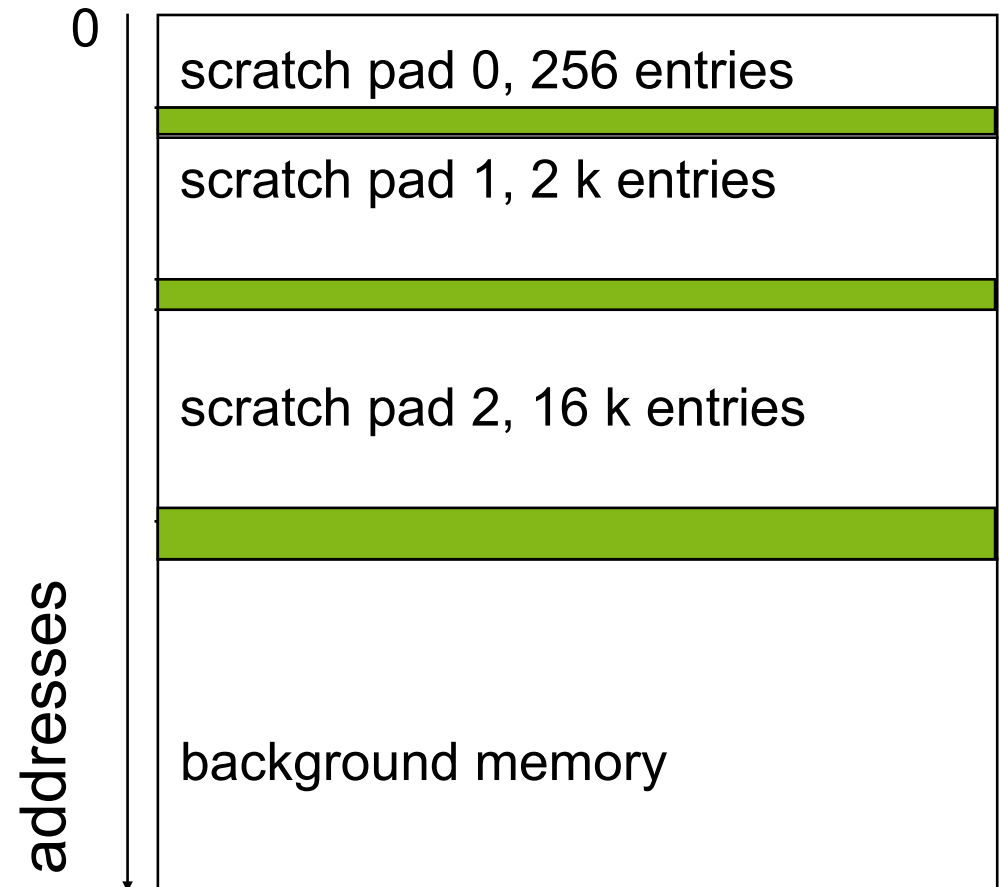 0
scratch pad 0, 256 entries
scratch pad 1, 2 k entries
scratch pad 2, 16 k entries
background memory
addresses